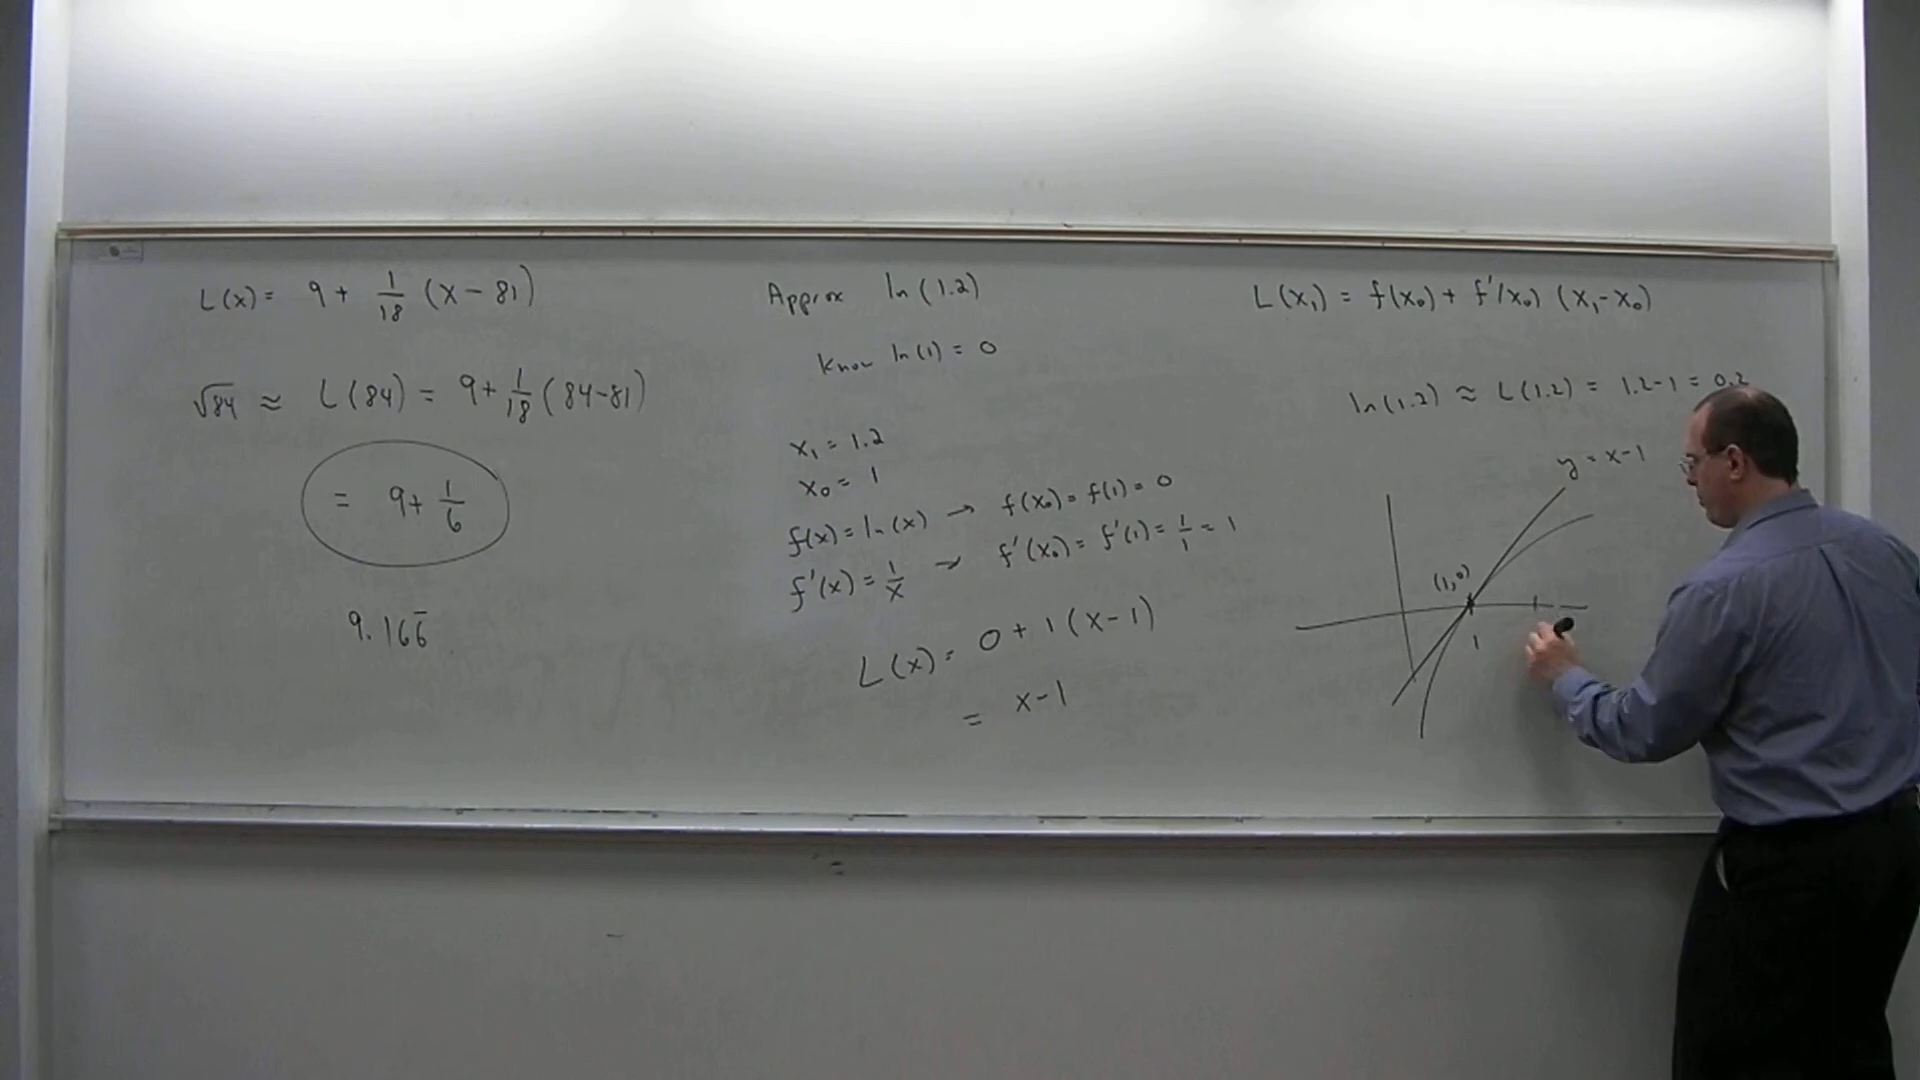 L(x) = 9 + 1/18 (x - 81)
√84 ≈ L(84) = 9 + 1/18 (84-81)
= 9 + 1/6
9.166̅
Approx ln(1.2)
Know ln(1) = 0
x₁ = 1.2
x₀ = 1
f(x) = ln(x) → f(x₀) = f(1) = 0
f'(x) = 1/x → f'(x₀) = f'(1) = 1/1 = 1
L(x) = 0 + 1(x-1)
= x-1
L(x₁) = f(x₀) + f'(x₀) (x₁-x₀)
ln(1.2) ≈ L(1.2) = 1.2-1 = 0.2
y = x-1
(1,0)
1